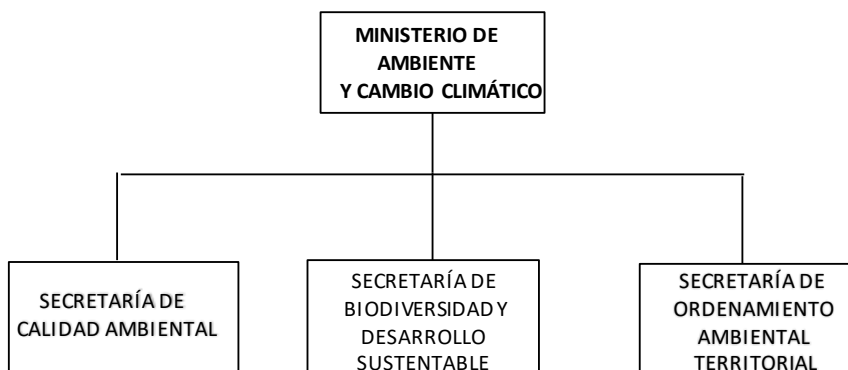 MINISTERIO DE
AMBIENTE
Y CAMBIO CLIMÁTICO
SECRETARÍA DE
CALIDAD AMBIENTAL
SECRETARÍA DE
BIODIVERSIDAD Y
DESARROLLO
SUSTENTABLE
SECRETARÍA DE
ORDENAMIENTO
AMBIENTAL
TERRITORIAL